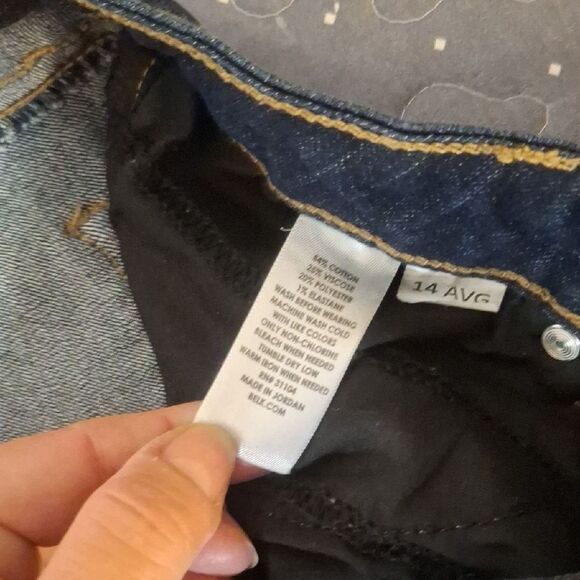 54% COTTON
25% VISCOSE
20% POLYESTER
1% ELASTANE
WASH BEFORE WEARING
MACHINE WASH COLD
WITH LIKE COLORS
ONLY NON-CHLORINE
BLEACH WHEN NEEDED
TUMBLE DRY LOW
WARM IRON WHEN NEEDED
RN# 31104
MADE IN JORDAN
BELK.COM
14 AVG